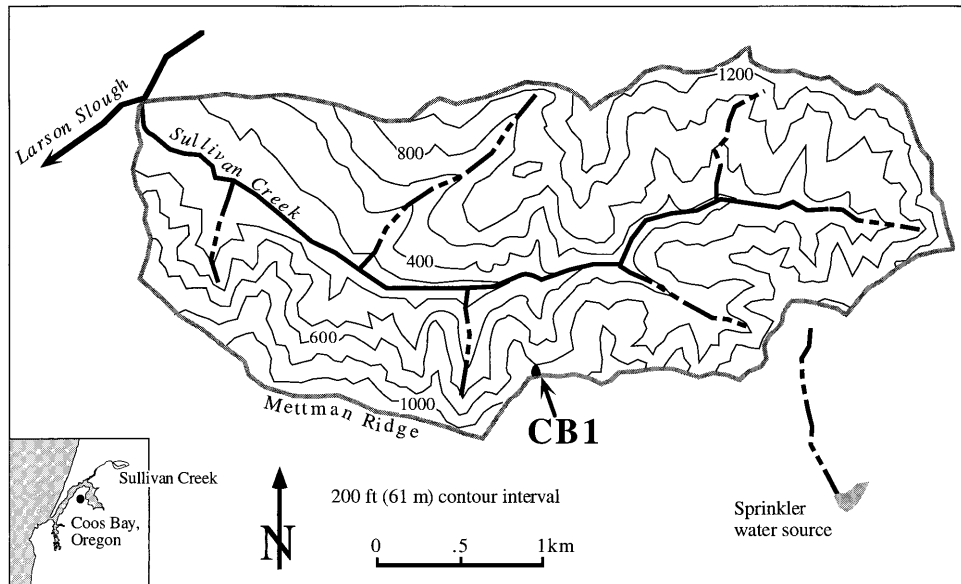 1200
Larson Slough
Sullivan Creek
800
400
600
1000
Mettman Ridge
CB1
Sullivan Creek
Coos Bay,
Oregon
N
200 ft (61 m) contour interval
0 .5 1km
Sprinkler
water source